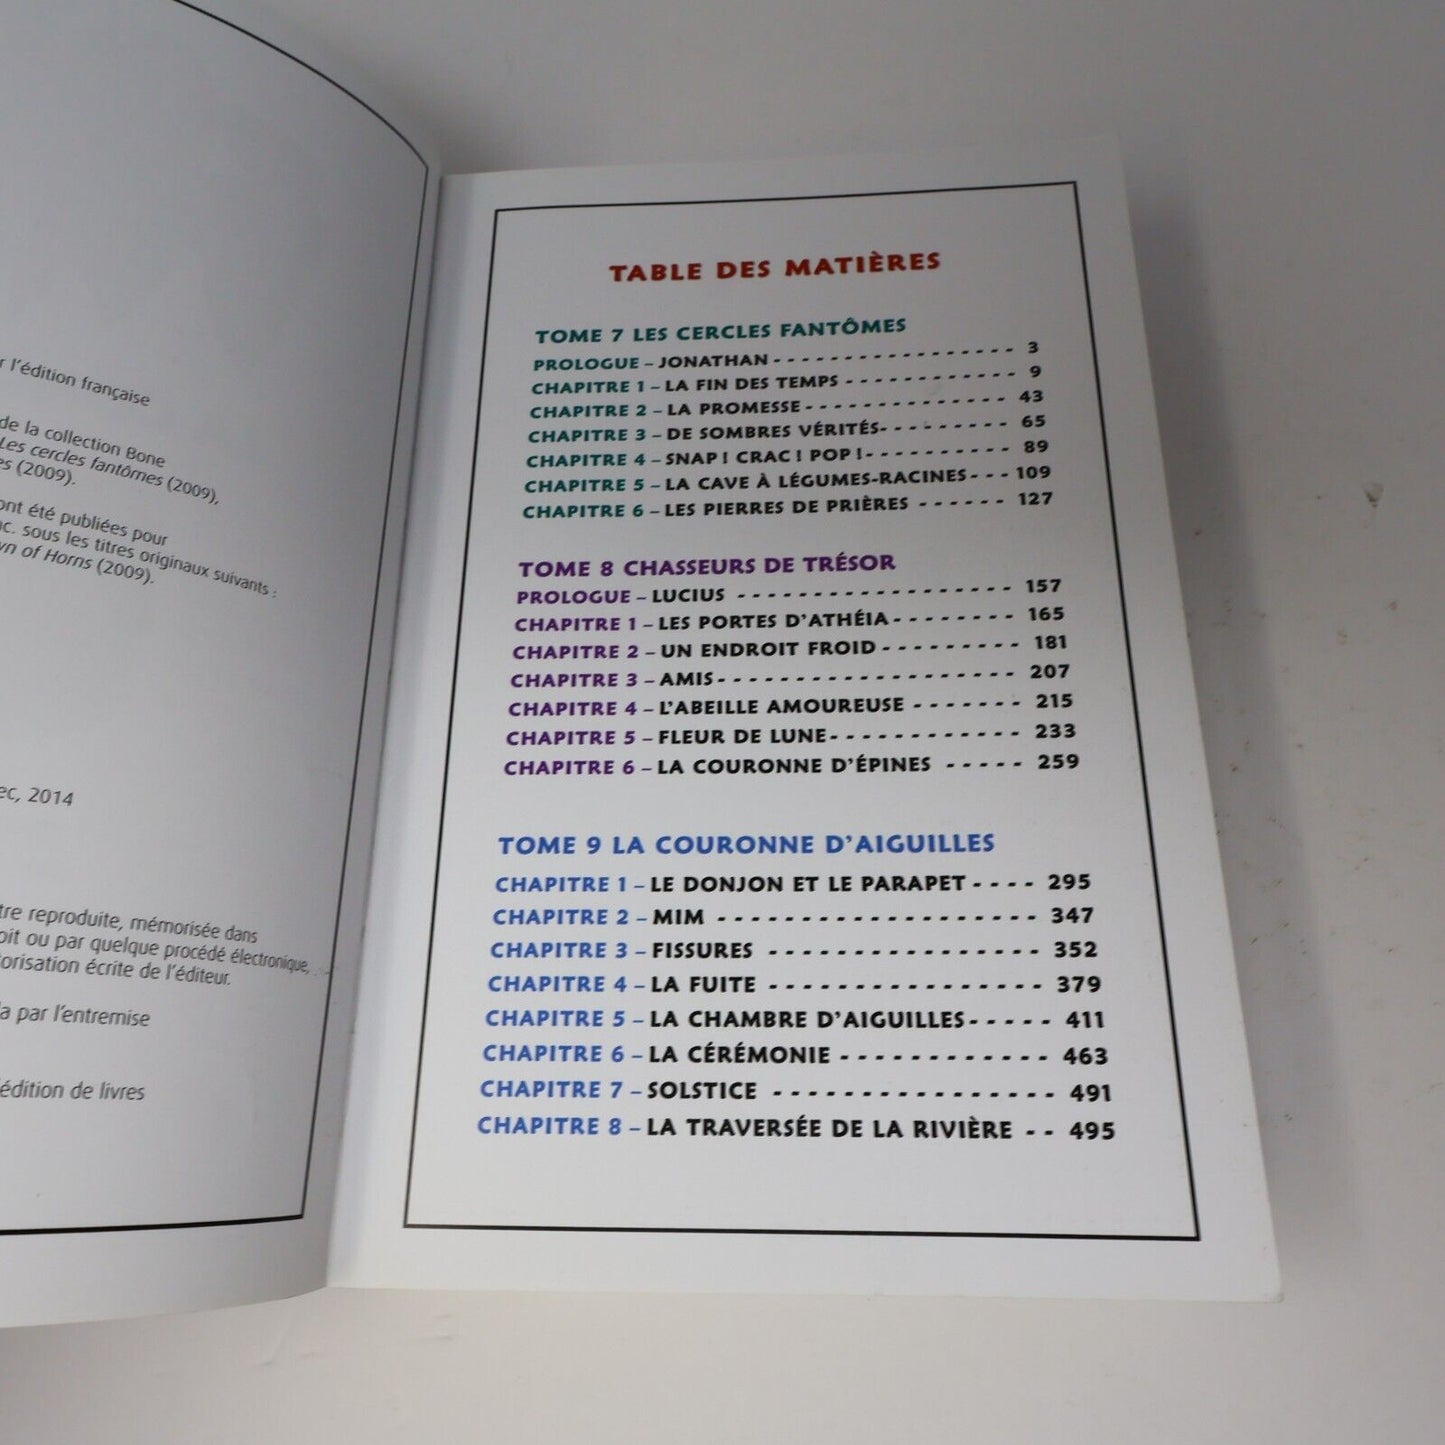 r l'édition française
de la collection Bone
Les cercles fantômes (2009),
es (2009).
ont été publiées pour
nc. sous les titres originaux suivants :
wn of Horns (2009).
ec, 2014
tre reproduite, mémorisée dans
oit ou par quelque procédé électronique,
orisation écrite de l'éditeur.
a par l'entremise
'édition de livres
TABLE DES MATIÈRES
TOME 7 LES CERCLES FANTÔMES
PROLOGUE – JONATHAN - - - - - - - - - - - - - - - - - 3
CHAPITRE 1 – LA FIN DES TEMPS - - - - - - - - - - - - 9
CHAPITRE 2 – LA PROMESSE - - - - - - - - - - - - - - 43
CHAPITRE 3 – DE SOMBRES VÉRITÉS - - - - - - - - - 65
CHAPITRE 4 – SNAP ! CRAC ! POP ! - - - - - - - - - - 89
CHAPITRE 5 – LA CAVE À LÉGUMES-RACINES - - - 109
CHAPITRE 6 – LES PIERRES DE PRIÈRES - - - - - - 127
TOME 8 CHASSEURS DE TRÉSOR
PROLOGUE – LUCIUS - - - - - - - - - - - - - - - - - - 157
CHAPITRE 1 – LES PORTES D'ATHÉIA - - - - - - - - 165
CHAPITRE 2 – UN ENDROIT FROID - - - - - - - - - 181
CHAPITRE 3 – AMIS - - - - - - - - - - - - - - - - - - - 207
CHAPITRE 4 – L'ABEILLE AMOUREUSE - - - - - - - 215
CHAPITRE 5 – FLEUR DE LUNE - - - - - - - - - - - - 233
CHAPITRE 6 – LA COURONNE D'ÉPINES - - - - - 259
TOME 9 LA COURONNE D'AIGUILLES
CHAPITRE 1 – LE DONJON ET LE PARAPET - - - - 295
CHAPITRE 2 – MIM - - - - - - - - - - - - - - - - - - - 347
CHAPITRE 3 – FISSURES - - - - - - - - - - - - - - - - 352
CHAPITRE 4 – LA FUITE - - - - - - - - - - - - - - - - 379
CHAPITRE 5 – LA CHAMBRE D'AIGUILLES - - - - - 411
CHAPITRE 6 – LA CÉRÉMONIE - - - - - - - - - - - - 463
CHAPITRE 7 – SOLSTICE - - - - - - - - - - - - - - - - 491
CHAPITRE 8 – LA TRAVERSÉE DE LA RIVIÈRE - - 495